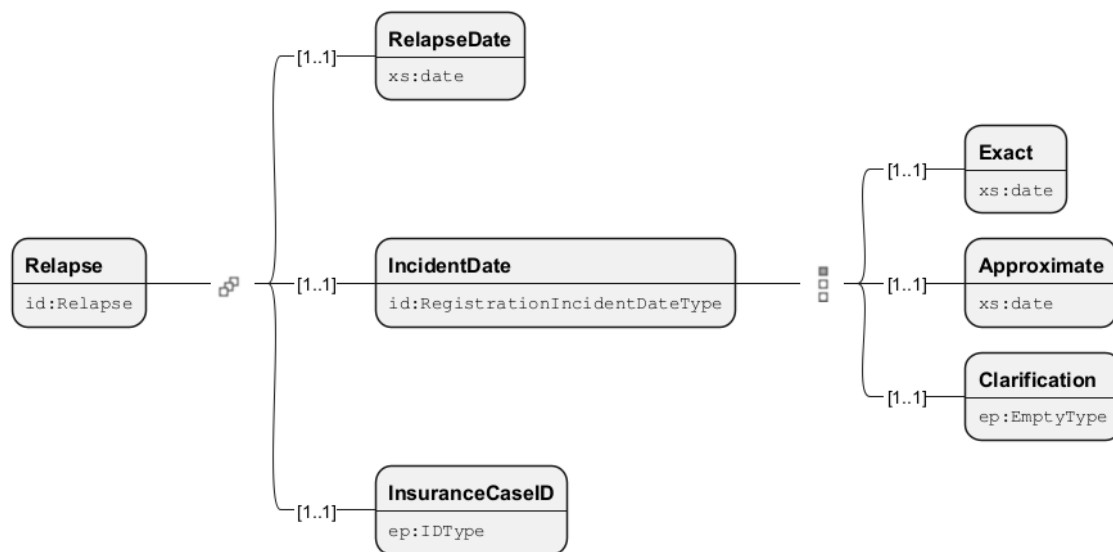 Relapse
id:Relapse
[1..1]
RelapseDate
xs:date
[1..1]
IncidentDate
id:RegistrationIncidentDateType
[1..1]
Exact
xs:date
[1..1]
Approximate
xs:date
[1..1]
Clarification
ep:EmptyType
[1..1]
InsuranceCaseID
ep:IDType